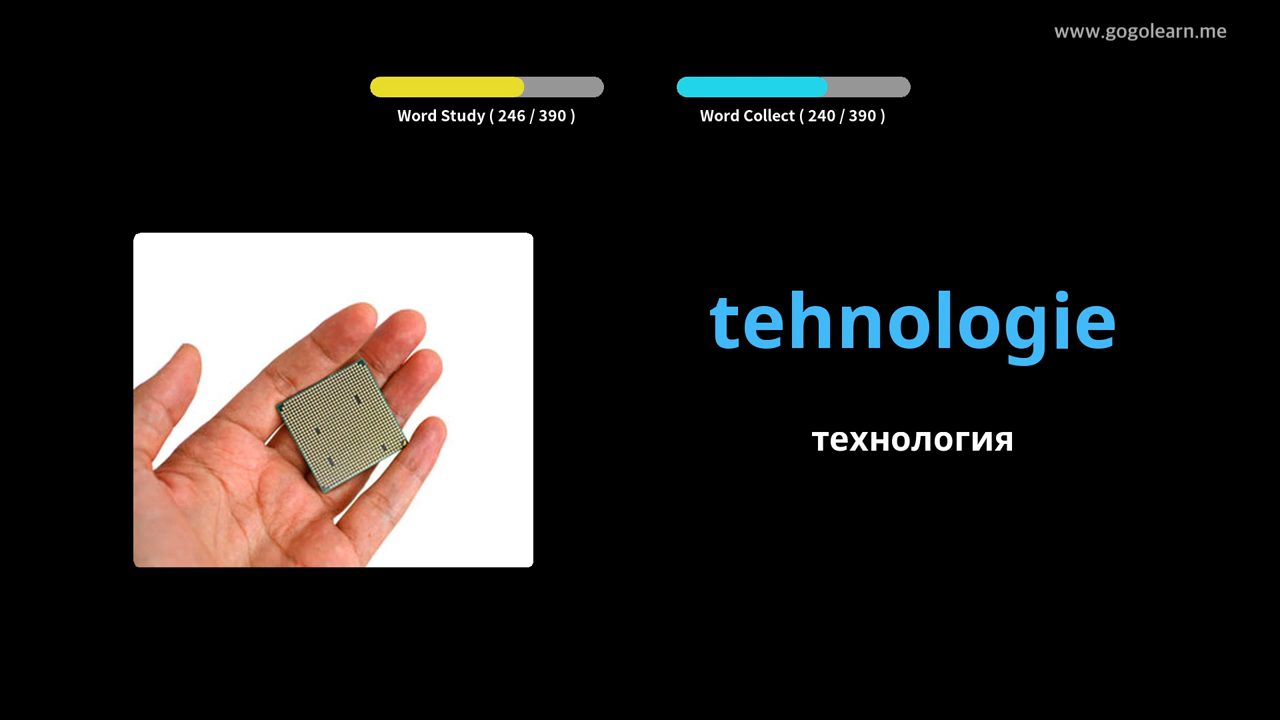 www.gogolearn.me
Word Study ( 246 / 390 )
Word Collect ( 240 / 390 )
tehnologie
технология